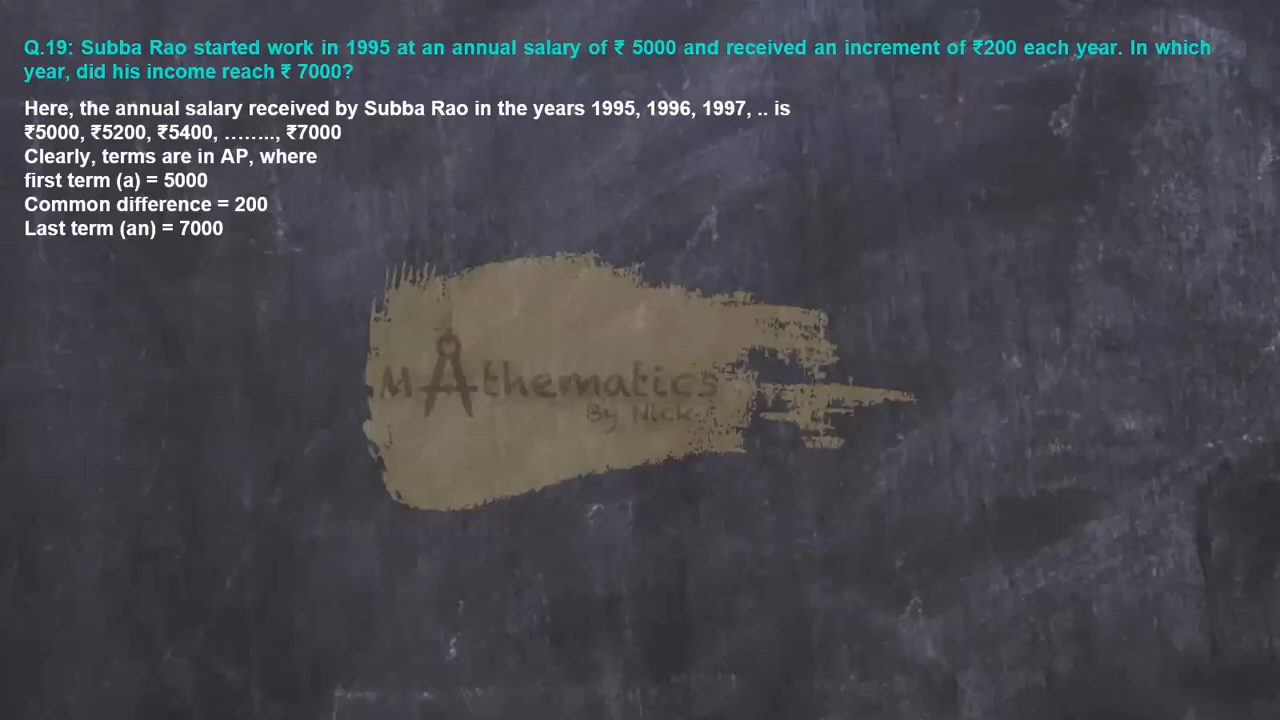 Q.19: Subba Rao started work in 1995 at an annual salary of ₹ 5000 and received an increment of ₹200 each year. In which
year, did his income reach ₹ 7000?
Here, the annual salary received by Subba Rao in the years 1995, 1996, 1997, .. is
₹5000, ₹5200, ₹5400, …….., ₹7000
Clearly, terms are in AP, where
first term (a) = 5000
Common difference = 200
Last term (an) = 7000
MAthematics
By Nick